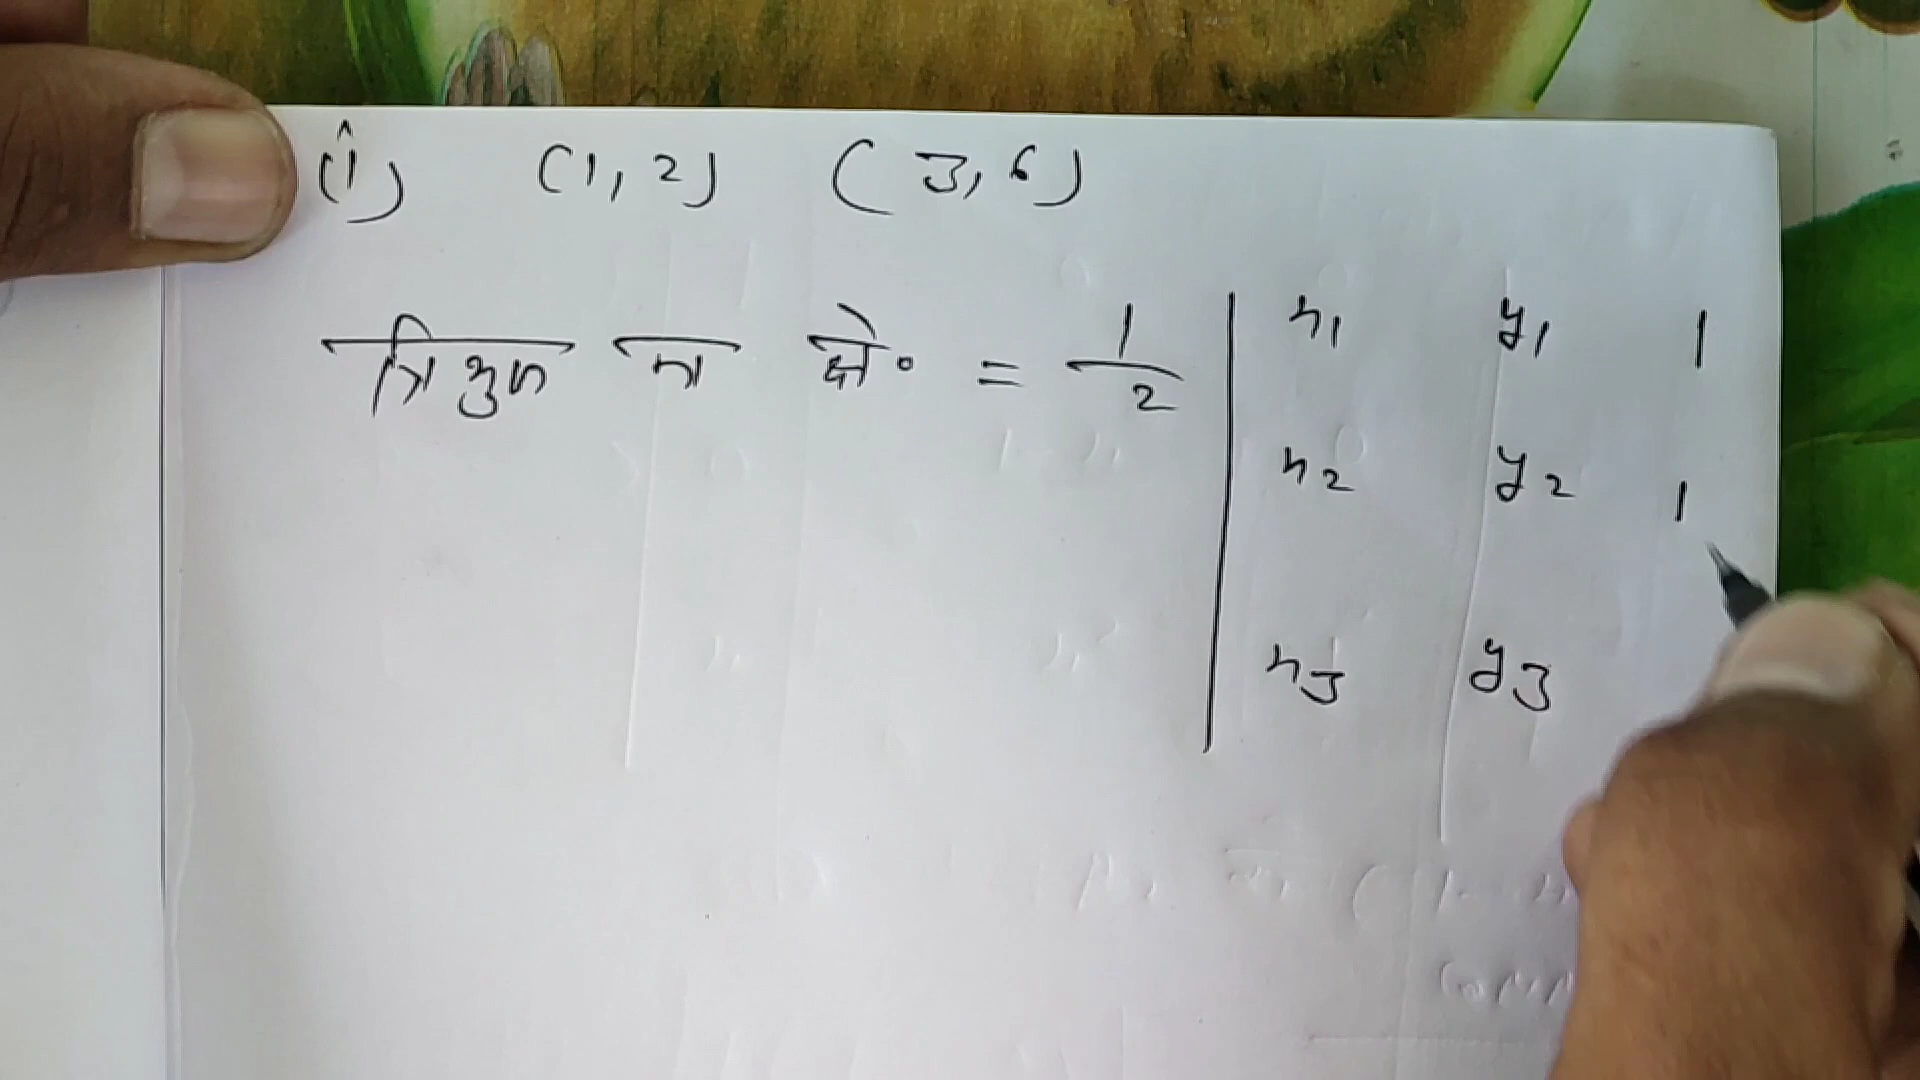 (i) (1, 2) (3, 6)
त्रिभुज का क्षे० = 1/2 | x1 y1 1
x2 y2 1
x3 y3